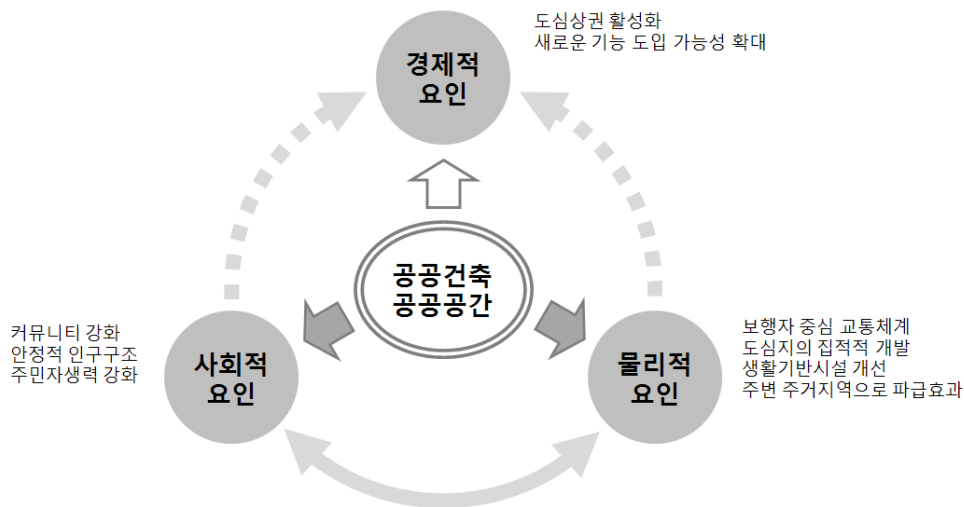 도심상권 활성화
새로운 기능 도입 가능성 확대
경제적
요인
공공건축
공공공간
커뮤니티 강화
안정적 인구구조
주민자생력 강화
사회적
요인
물리적
요인
보행자 중심 교통체계
도심지의 집적적 개발
생활기반시설 개선
주변 주거지역으로 파급효과